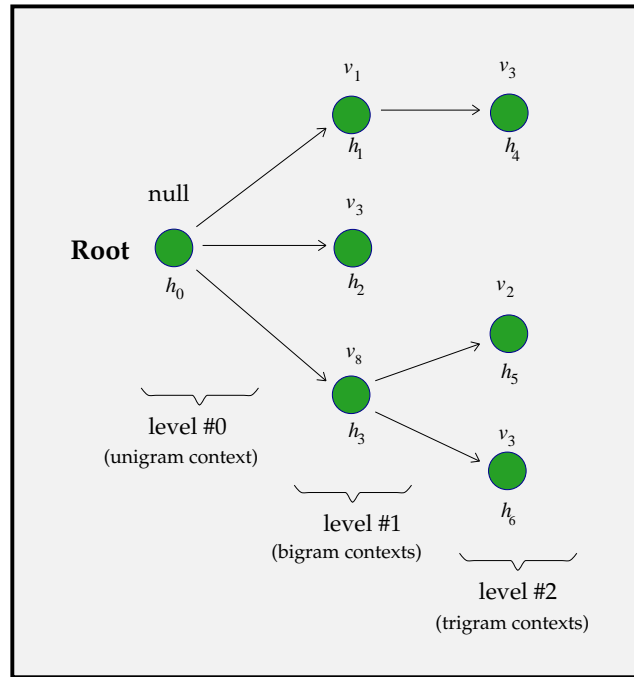 v₁
v₃
h₁
h₄
null
v₃
Root
h₀
h₂
v₂
v₈
h₅
level #0
h₃
v₃
(unigram context)
h₆
level #1
(bigram contexts)
level #2
(trigram contexts)